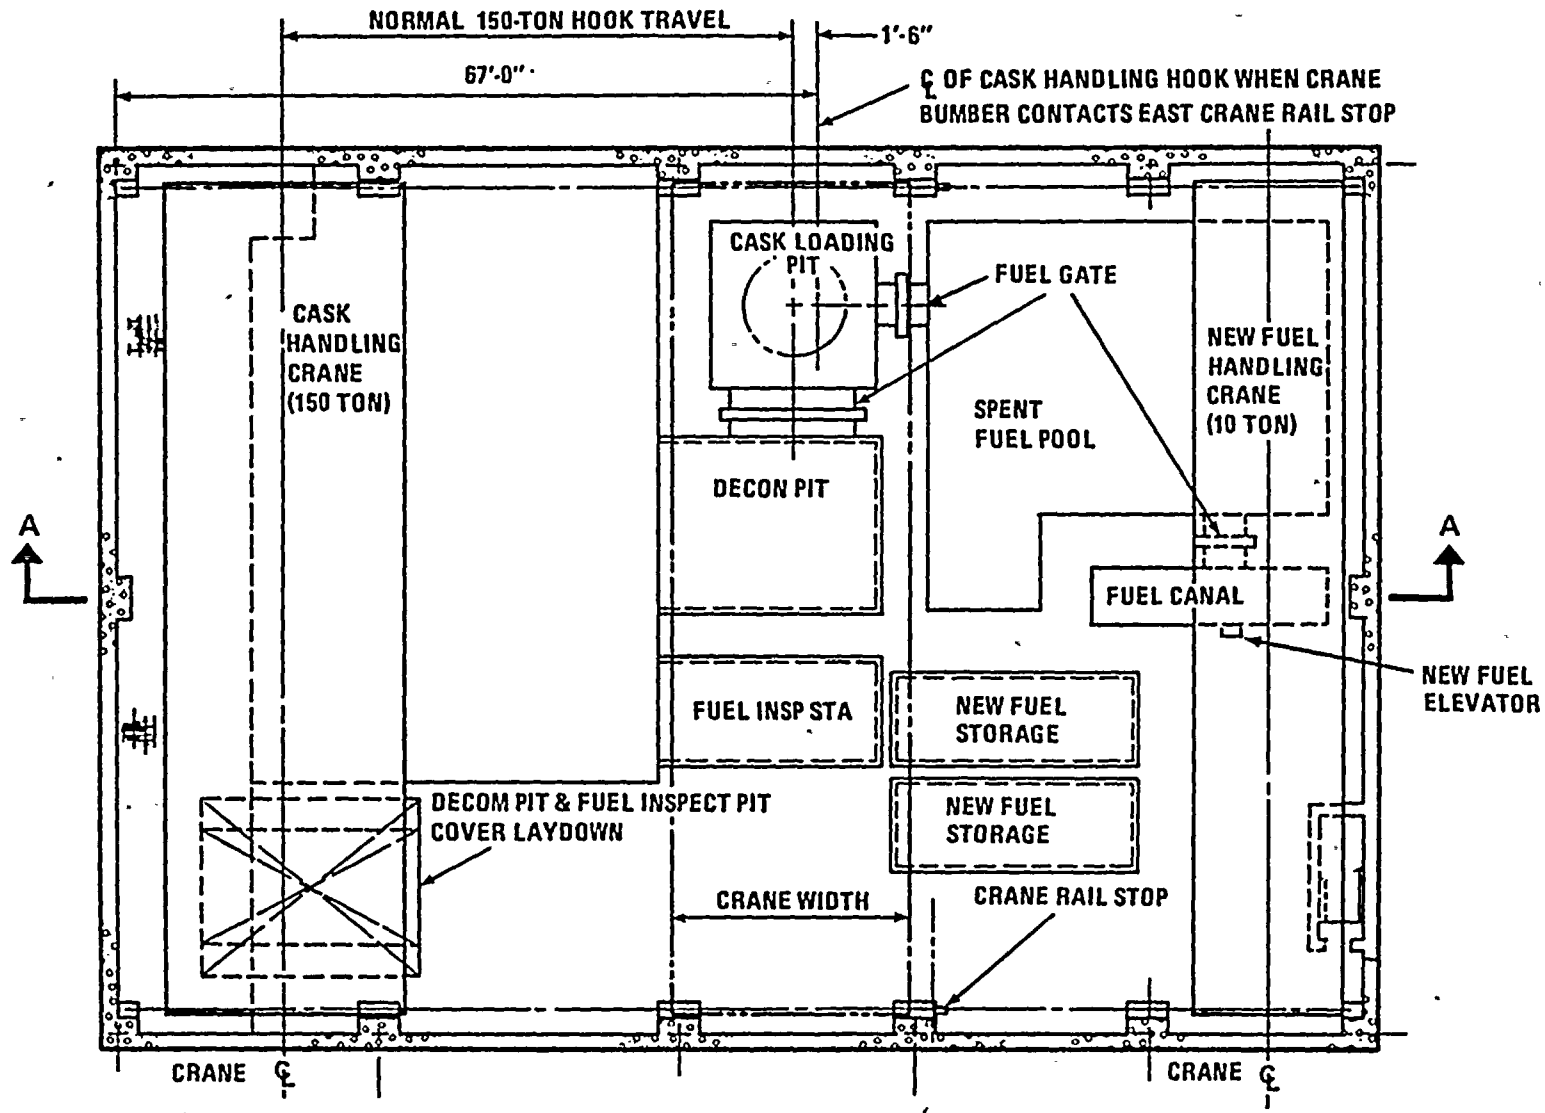 NORMAL 150-TON HOOK TRAVEL
1'-6"
67'-0"
℄ OF CASK HANDLING HOOK WHEN CRANE
BUMBER CONTACTS EAST CRANE RAIL STOP
CASK LOADING
PIT
FUEL GATE
CASK
HANDLING
CRANE
(150 TON)
NEW FUEL
HANDLING
CRANE
(10 TON)
SPENT
FUEL POOL
DECON PIT
A
A
FUEL CANAL
NEW FUEL
ELEVATOR
FUEL INSP STA
NEW FUEL
STORAGE
DECOM PIT & FUEL INSPECT PIT
COVER LAYDOWN
NEW FUEL
STORAGE
CRANE WIDTH
CRANE RAIL STOP
CRANE ℄
CRANE ℄